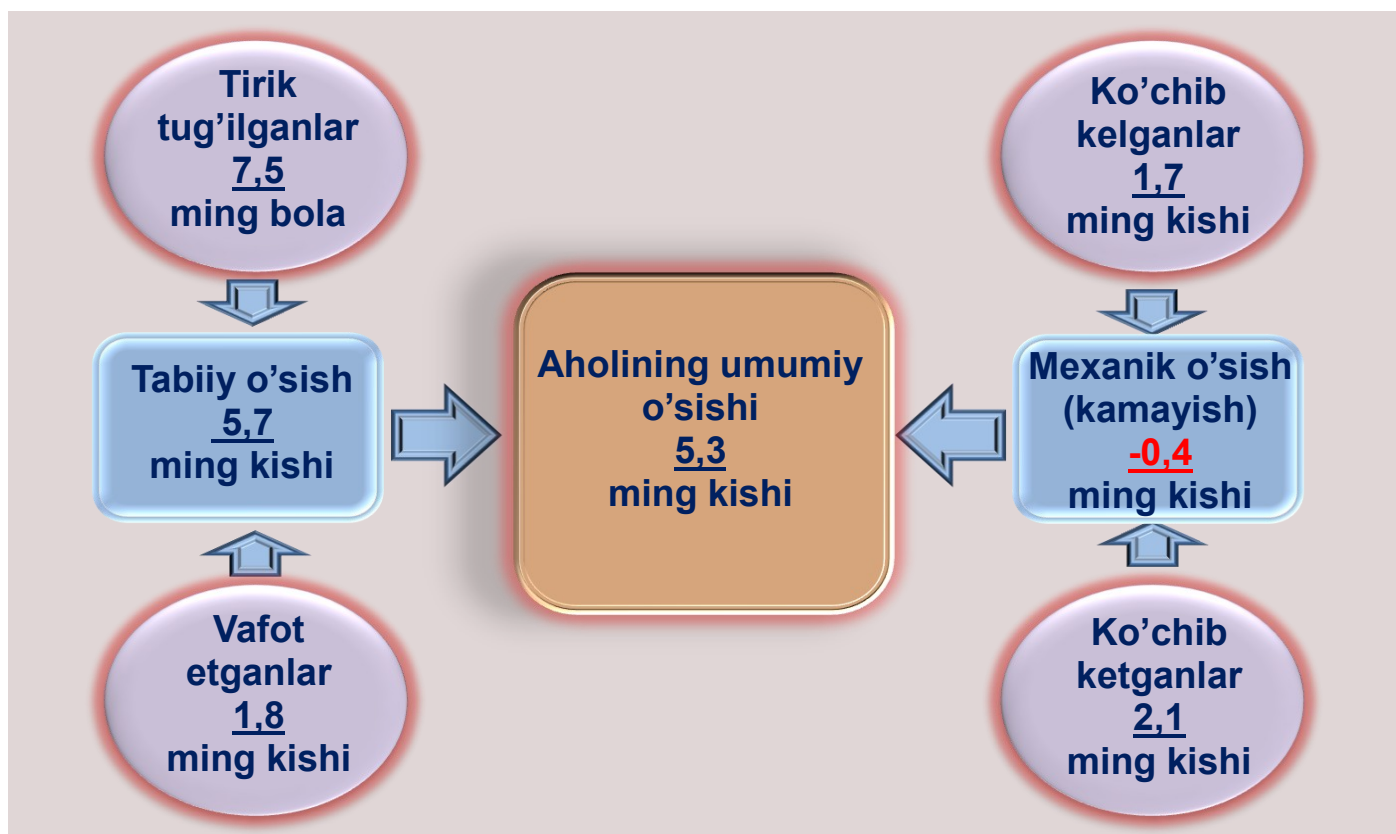 Tirik
tug’ilganlar
7,5
ming bola
Ko’chib
kelganlar
1,7
ming kishi
Tabiiy o’sish
5,7
ming kishi
Aholining umumiy
o’sishi
5,3
ming kishi
Mexanik o’sish
(kamayish)
-0,4
ming kishi
Vafot
etganlar
1,8
ming kishi
Ko’chib
ketganlar
2,1
ming kishi